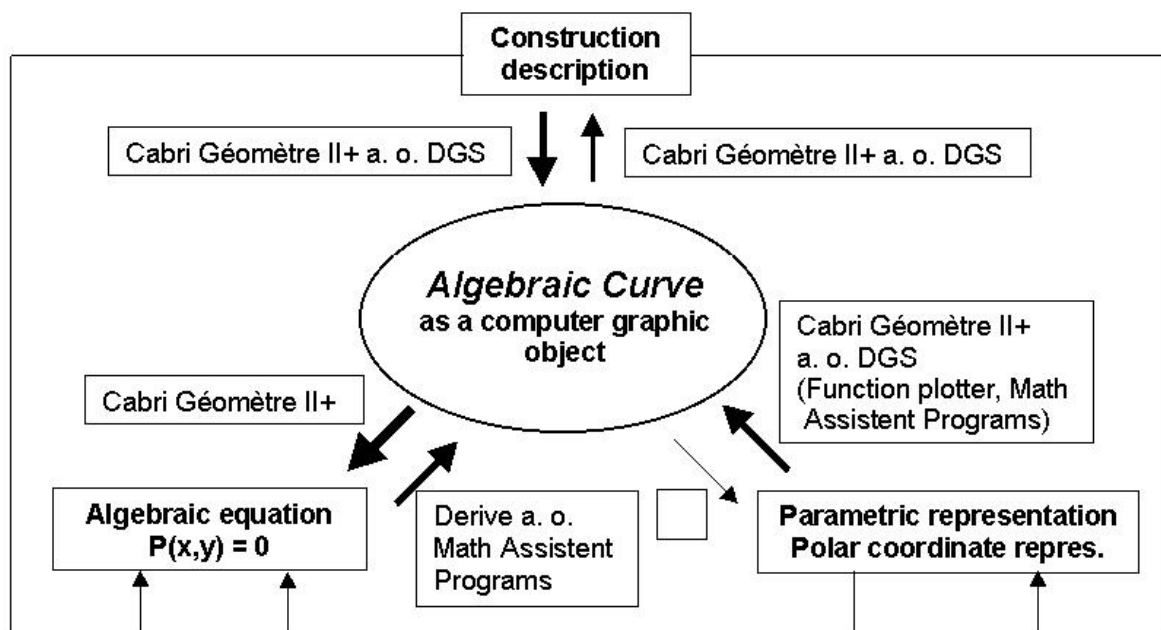 Construction
description
Cabri Géomètre II+ a. o. DGS
Cabri Géomètre II+ a. o. DGS
Algebraic Curve
as a computer graphic
object
Cabri Géomètre II+
a. o. DGS
(Function plotter, Math
Assistent Programs)
Cabri Géomètre II+
Algebraic equation
P(x,y) = 0
Derive a. o.
Math Assistent
Programs
Parametric representation
Polar coordinate repres.